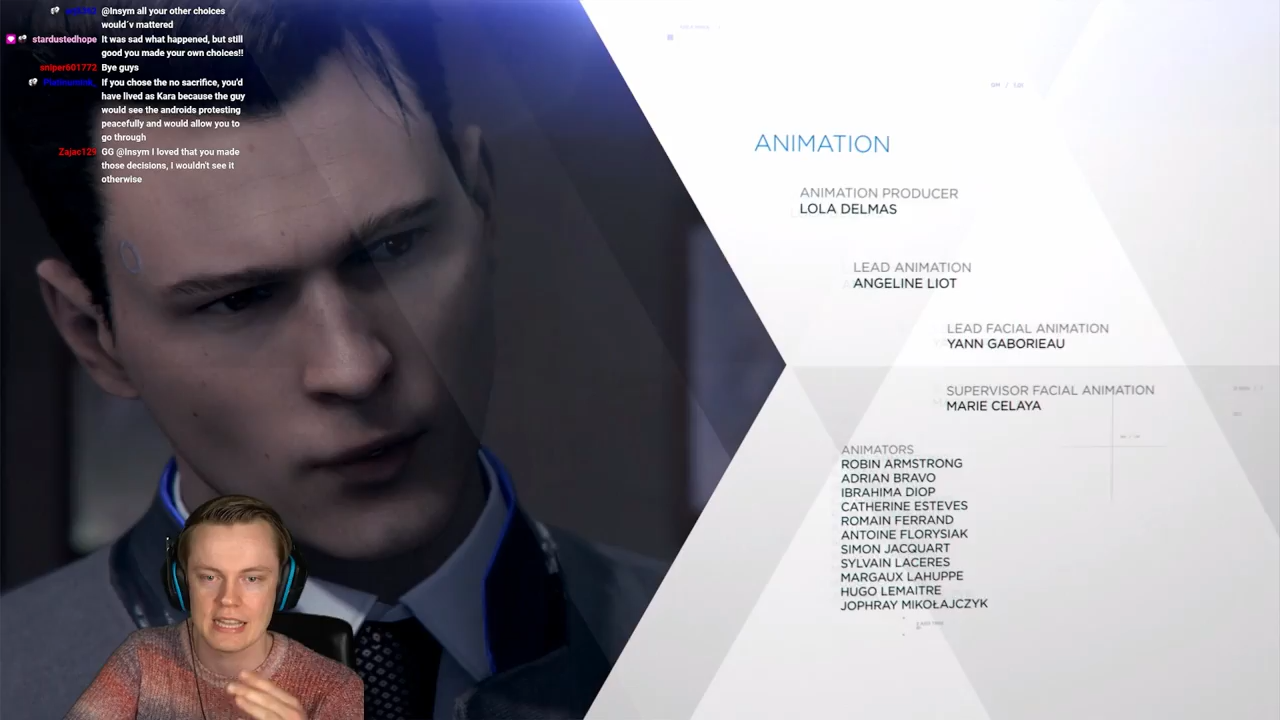 @Insym all your other choices
would´v mattered
stardustedhope It was sad what happened, but still
good you made your own choices!!
sniper601772 Bye guys
If you chose the no sacrifice, you'd
have lived as Kara because the guy
would see the androids protesting
peacefully and would allow you to
go through
Zajac129 GG @Insym I loved that you made
those decisions, I wouldn't see it
otherwise
ANIMATION
ANIMATION PRODUCER
LOLA DELMAS
LEAD ANIMATION
ANGELINE LIOT
LEAD FACIAL ANIMATION
YANN GABORIEAU
SUPERVISOR FACIAL ANIMATION
MARIE CELAYA
ANIMATORS
ROBIN ARMSTRONG
ADRIAN BRAVO
IBRAHIMA DIOP
CATHERINE ESTEVES
ROMAIN FERRAND
ANTOINE FLORYSIAK
SIMON JACQUART
SYLVAIN LACERES
MARGAUX LAHUPPE
HUGO LEMAITRE
JOPHRAY MIKOŁAJCZYK